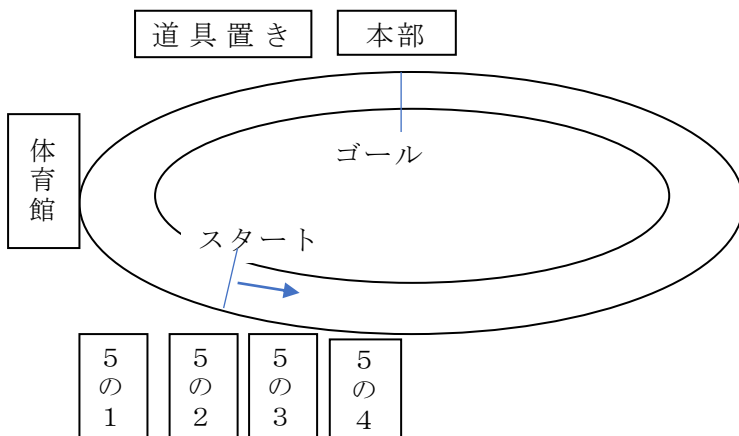 道具置き
本部
体育館
ゴール
スタート
５の１
５の２
５の３
５の４